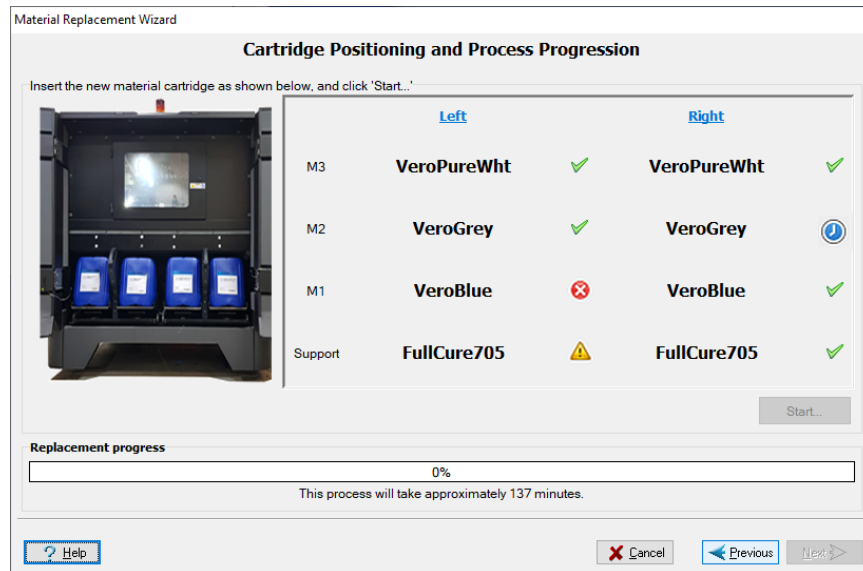 Material Replacement Wizard
Cartridge Positioning and Process Progression
Insert the new material cartridge as shown below, and click 'Start...'
Left Right
M3 VeroPureWht VeroPureWht
M2 VeroGrey VeroGrey
M1 VeroBlue VeroBlue
Support FullCure705 FullCure705
Start...
Replacement progress
0%
This process will take approximately 137 minutes.
? Help Cancel Previous Next